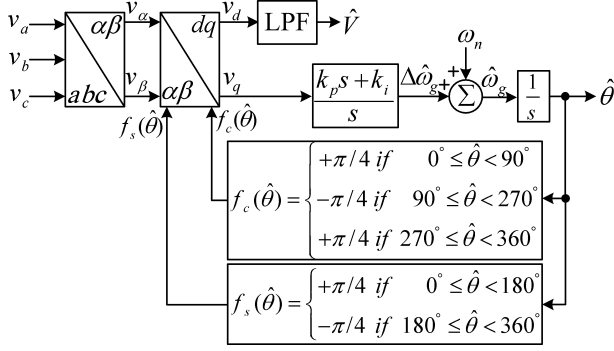 v_a
v_b
v_c
αβ
abc
v_α
v_β
dq
αβ
v_d
v_q
LPF
V̂
f_s(θ̂)
f_c(θ̂)
k_p s + k_i
s
Δω̂_g
+
+
ω_n
Σ
ω̂_g
1
s
θ̂
f_c(θ̂) = {
+π/4 if 0° ≤ θ̂ < 90°
−π/4 if 90° ≤ θ̂ < 270°
+π/4 if 270° ≤ θ̂ < 360°
f_s(θ̂) = {
+π/4 if 0° ≤ θ̂ < 180°
−π/4 if 180° ≤ θ̂ < 360°